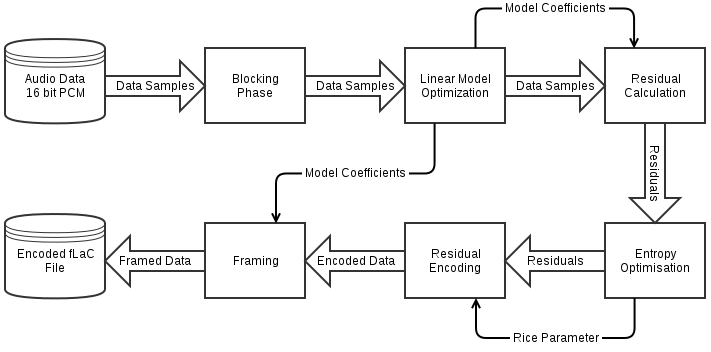 Model Coefficients
Audio Data
16 bit PCM
Data Samples
Blocking
Phase
Data Samples
Linear Model
Optimization
Data Samples
Residual
Calculation
Model Coefficients
Residuals
Encoded fLaC
File
Framed Data
Framing
Encoded Data
Residual
Encoding
Residuals
Entropy
Optimisation
Rice Parameter